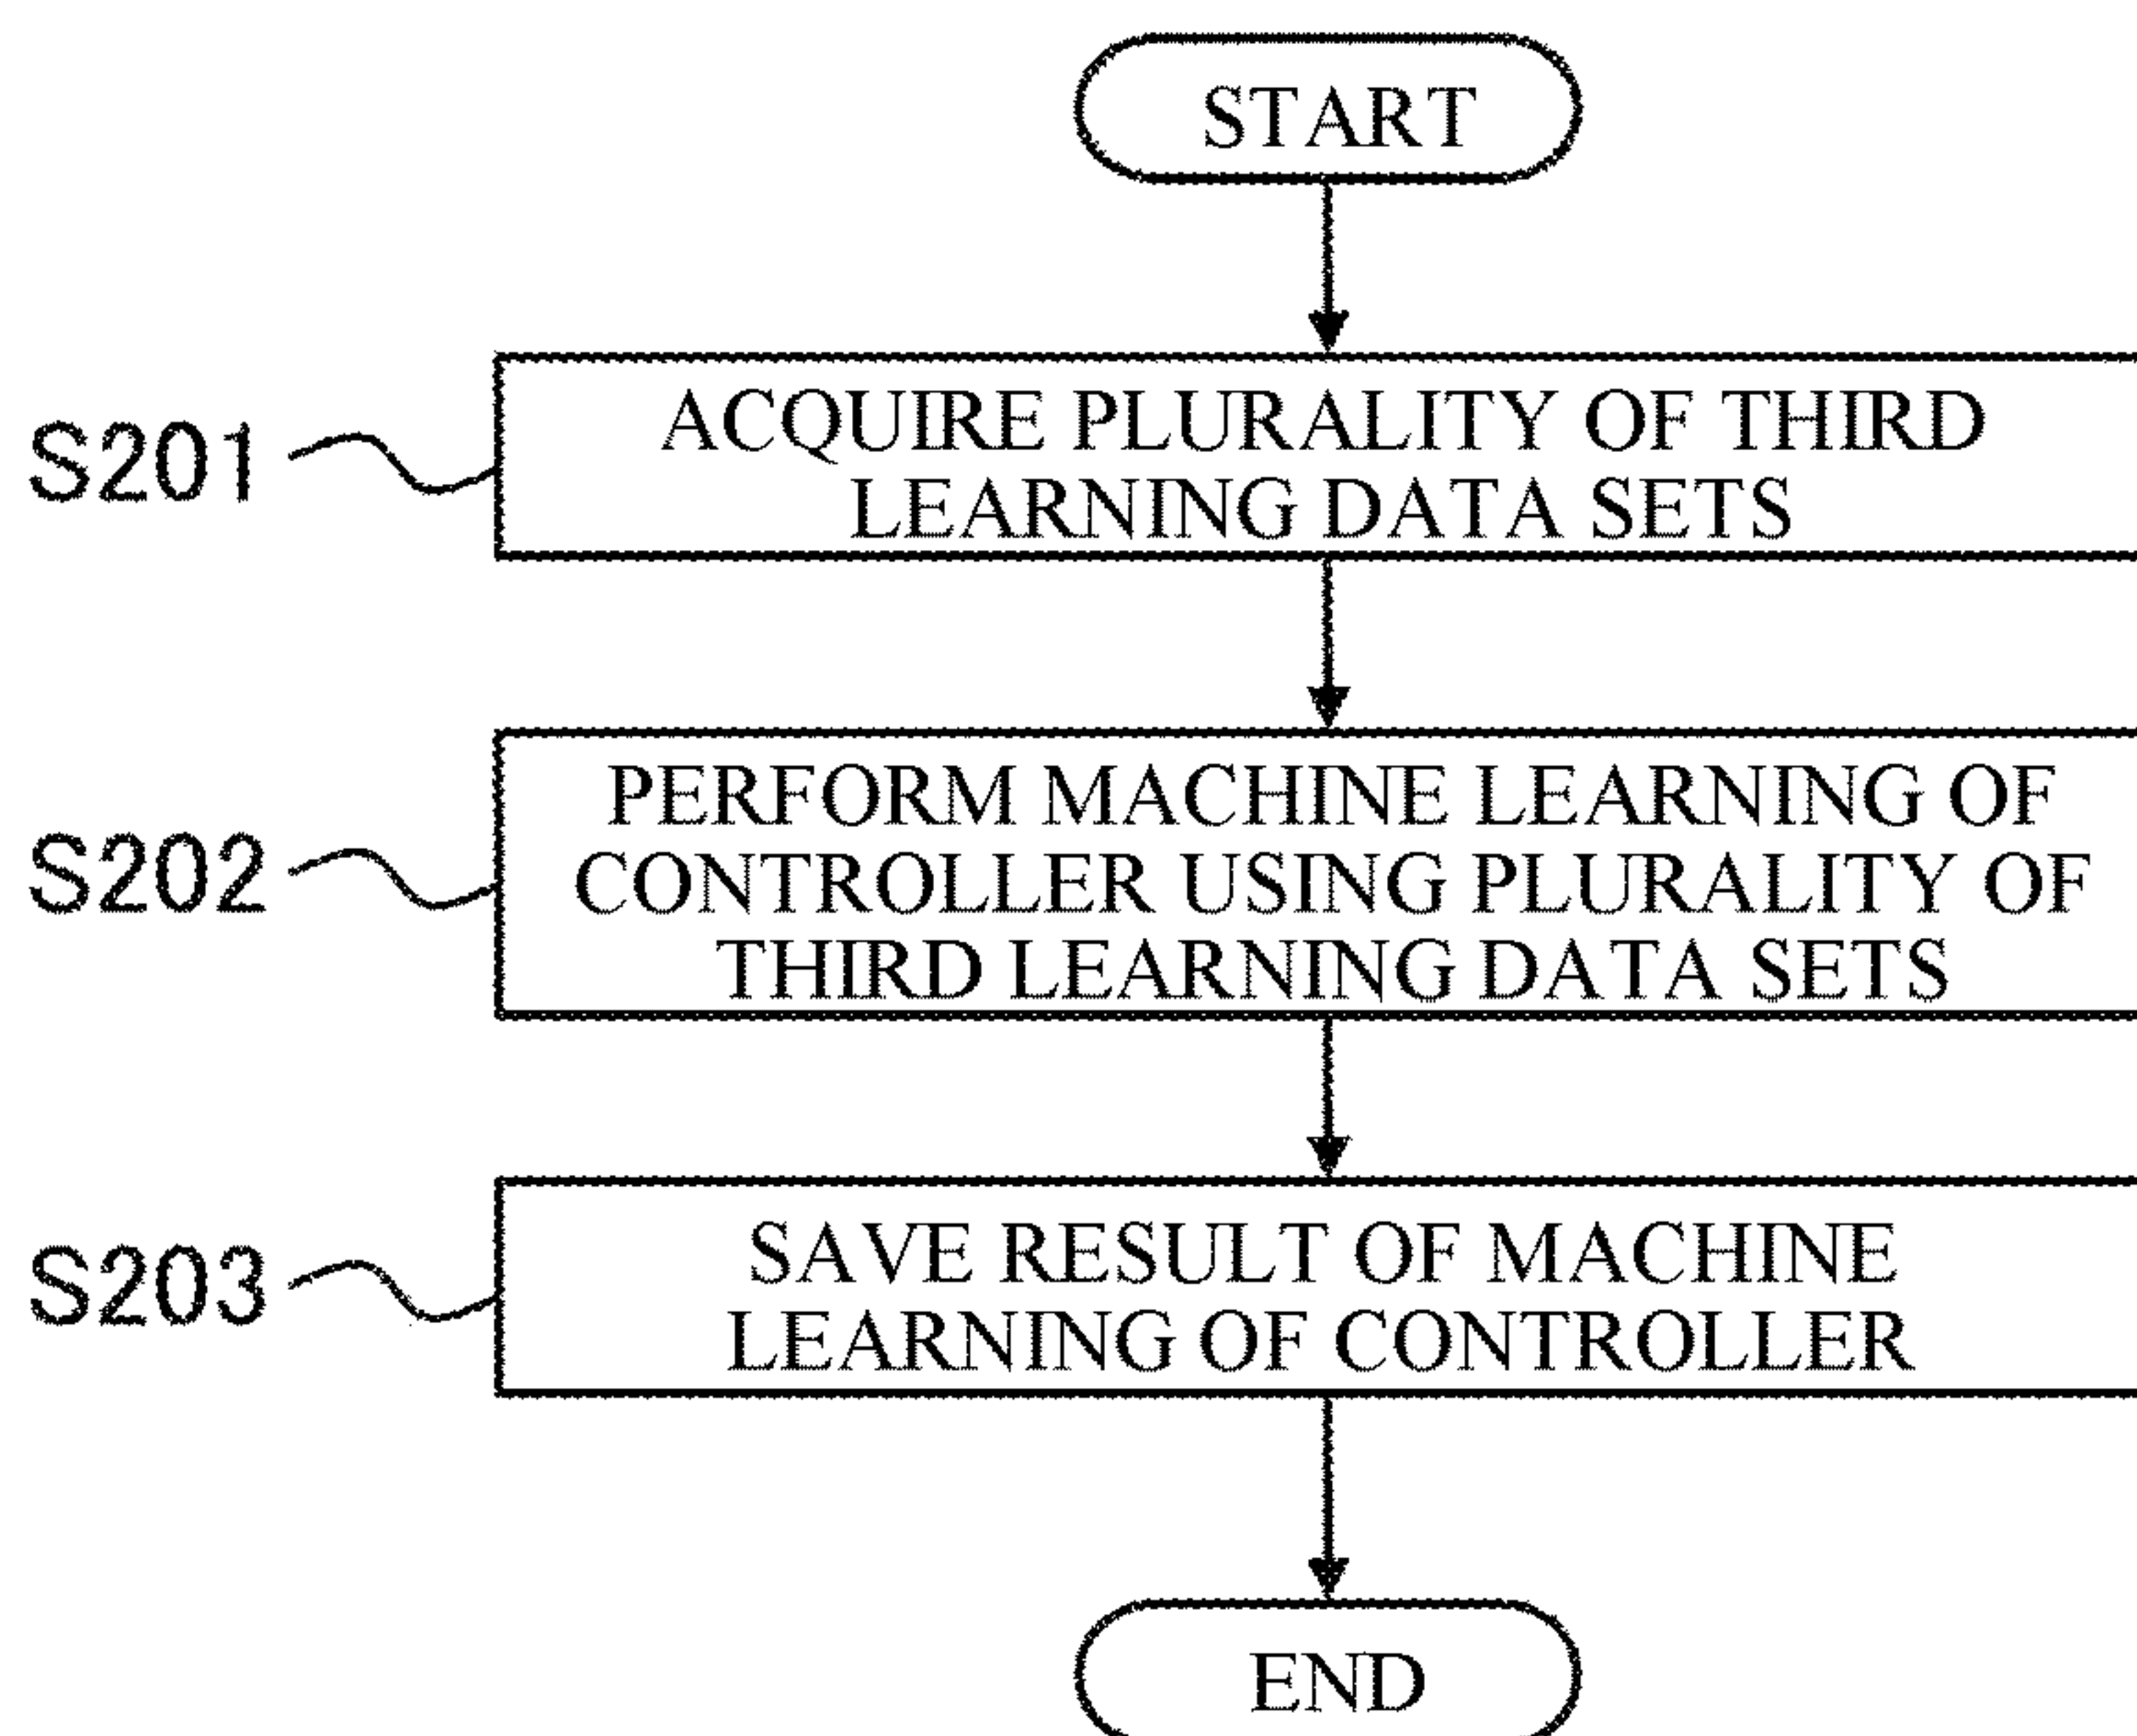 START
S201
ACQUIRE PLURALITY OF THIRD
LEARNING DATA SETS
S202
PERFORM MACHINE LEARNING OF
CONTROLLER USING PLURALITY OF
THIRD LEARNING DATA SETS
S203
SAVE RESULT OF MACHINE
LEARNING OF CONTROLLER
END